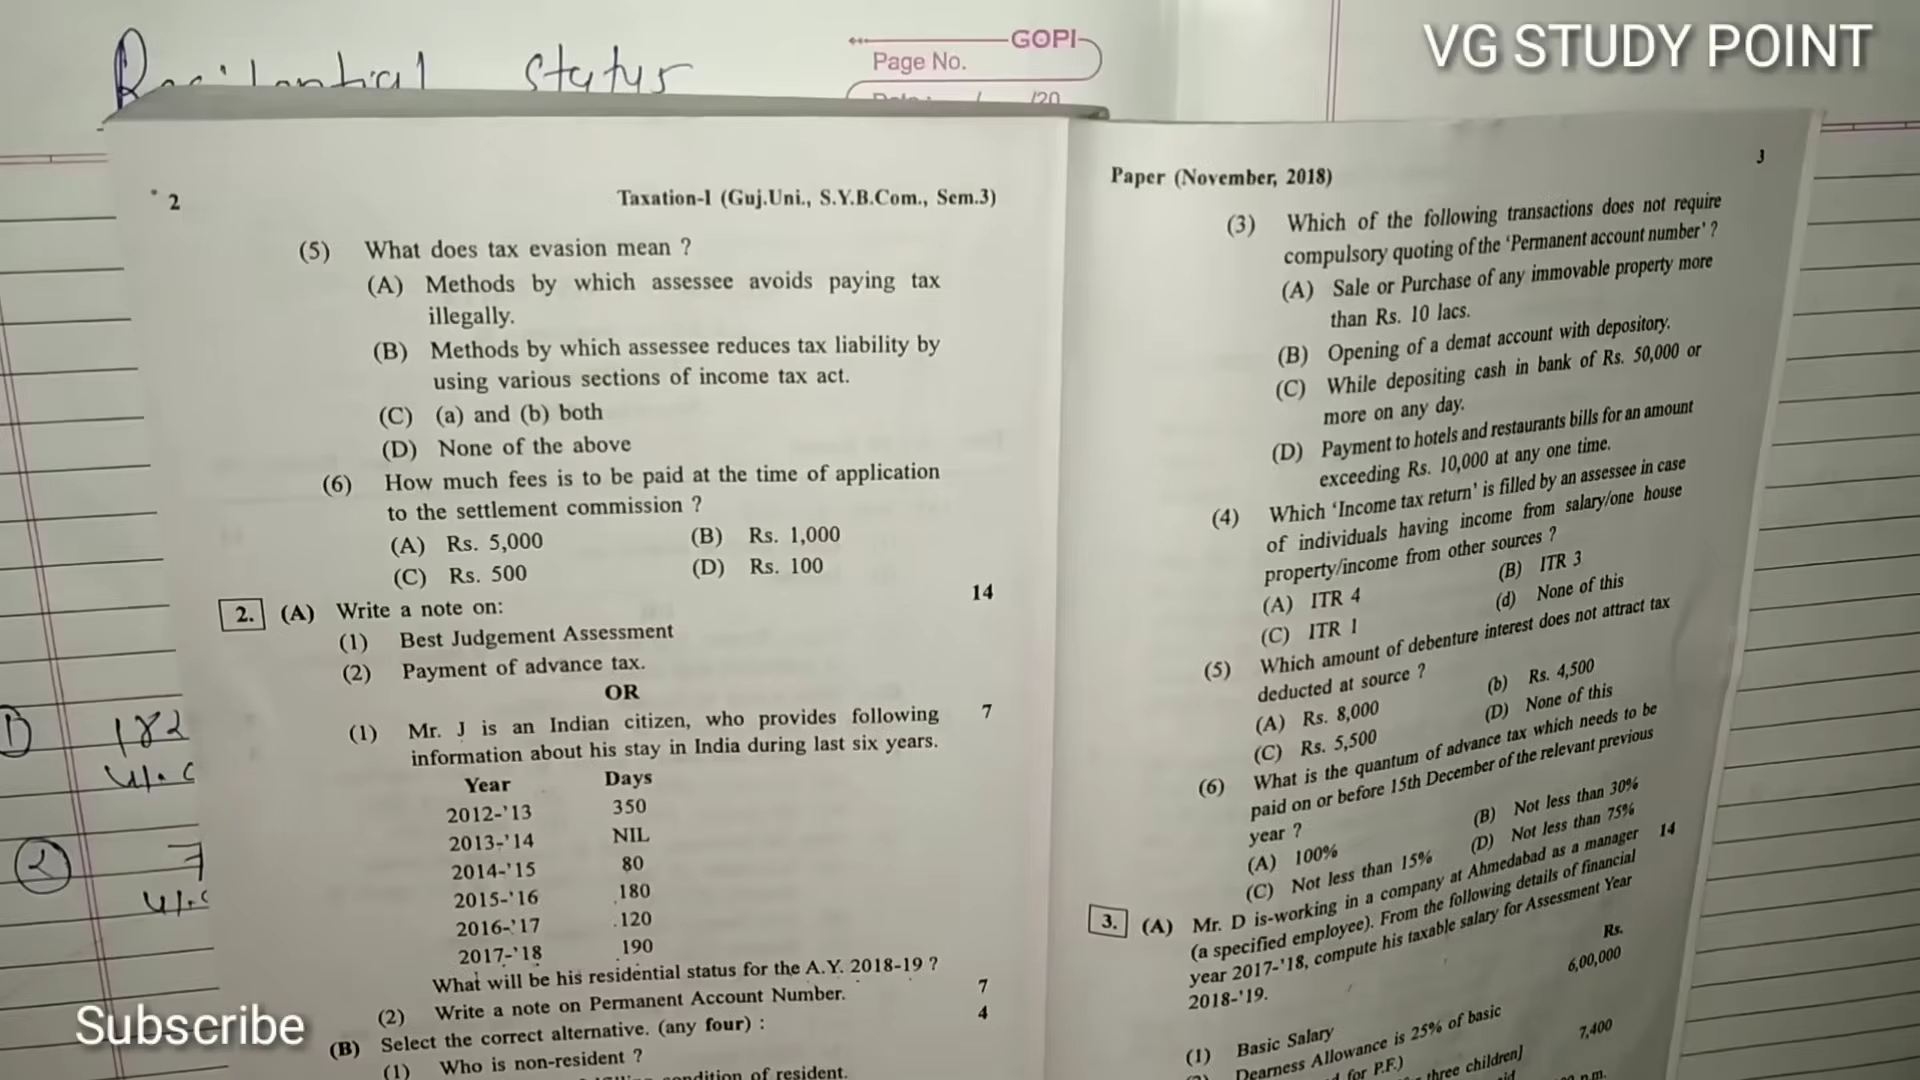 Residential status
GOPI
Page No.
/20
VG STUDY POINT
2
Taxation-I (Guj.Uni., S.Y.B.Com., Sem.3)
(5) What does tax evasion mean ?
(A) Methods by which assessee avoids paying tax
illegally.
(B) Methods by which assessee reduces tax liability by
using various sections of income tax act.
(C) (a) and (b) both
(D) None of the above
(6) How much fees is to be paid at the time of application
to the settlement commission ?
(A) Rs. 5,000 (B) Rs. 1,000
(C) Rs. 500 (D) Rs. 100
2. (A) Write a note on: 14
(1) Best Judgement Assessment
(2) Payment of advance tax.
OR
(1) Mr. J is an Indian citizen, who provides following 7
information about his stay in India during last six years.
Year Days
2012-'13 350
2013-'14 NIL
2014-'15 80
2015-'16 180
2016-'17 120
2017-'18 190
What will be his residential status for the A.Y. 2018-19 ?
(2) Write a note on Permanent Account Number. 7
(B) Select the correct alternative. (any four) : 4
(1) Who is non-resident ?
condition of resident.
1) 182
2 7
Subscribe
Paper (November, 2018) 3
(3) Which of the following transactions does not require
compulsory quoting of the 'Permanent account number' ?
(A) Sale or Purchase of any immovable property more
than Rs. 10 lacs.
(B) Opening of a demat account with depository.
(C) While depositing cash in bank of Rs. 50,000 or
more on any day.
(D) Payment to hotels and restaurants bills for an amount
exceeding Rs. 10,000 at any one time.
(4) Which 'Income tax return' is filled by an assessee in case
of individuals having income from salary/one house
property/income from other sources ?
(A) ITR 4 (B) ITR 3
(C) ITR 1 (d) None of this
(5) Which amount of debenture interest does not attract tax
deducted at source ?
(A) Rs. 8,000 (b) Rs. 4,500
(C) Rs. 5,500 (D) None of this
(6) What is the quantum of advance tax which needs to be
paid on or before 15th December of the relevant previous
year ?
(A) 100% (B) Not less than 30%
(C) Not less than 15% (D) Not less than 75%
3. (A) Mr. D is-working in a company at Ahmedabad as a manager 14
(a specified employee). From the following details of financial
year 2017-'18, compute his taxable salary for Assessment Year
2018-'19.
Rs.
(1) Basic Salary 6,00,000
Dearness Allowance is 25% of basic
for P.F.)
three children] 7,400
p.m.